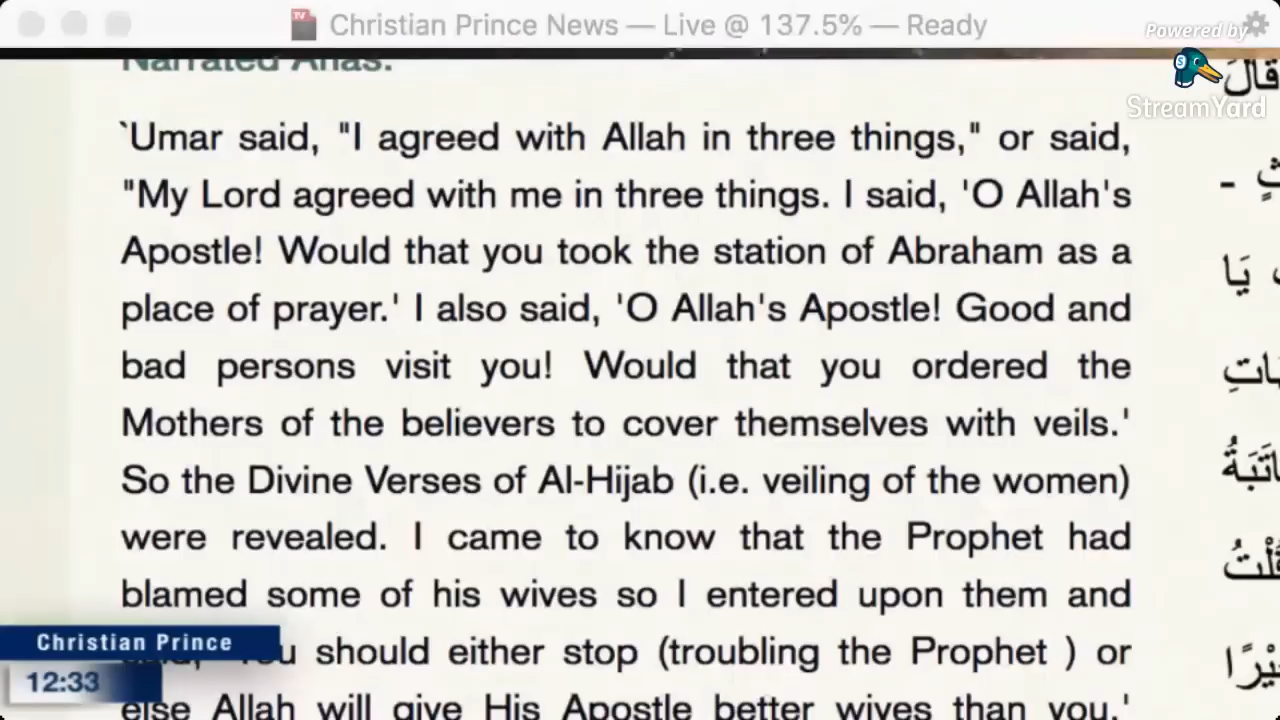 Christian Prince News — Live @ 137.5% — Ready
Powered by
StreamYard
Narrated Anas:
`Umar said, "I agreed with Allah in three things," or said,
"My Lord agreed with me in three things. I said, 'O Allah's
Apostle! Would that you took the station of Abraham as a
place of prayer.' I also said, 'O Allah's Apostle! Good and
bad persons visit you! Would that you ordered the
Mothers of the believers to cover themselves with veils.'
So the Divine Verses of Al-Hijab (i.e. veiling of the women)
were revealed. I came to know that the Prophet had
blamed some of his wives so I entered upon them and
should either stop (troubling the Prophet ) or
else Allah will give His Apostle better wives than you.'
قَالَ
يَا
Christian Prince
12:33